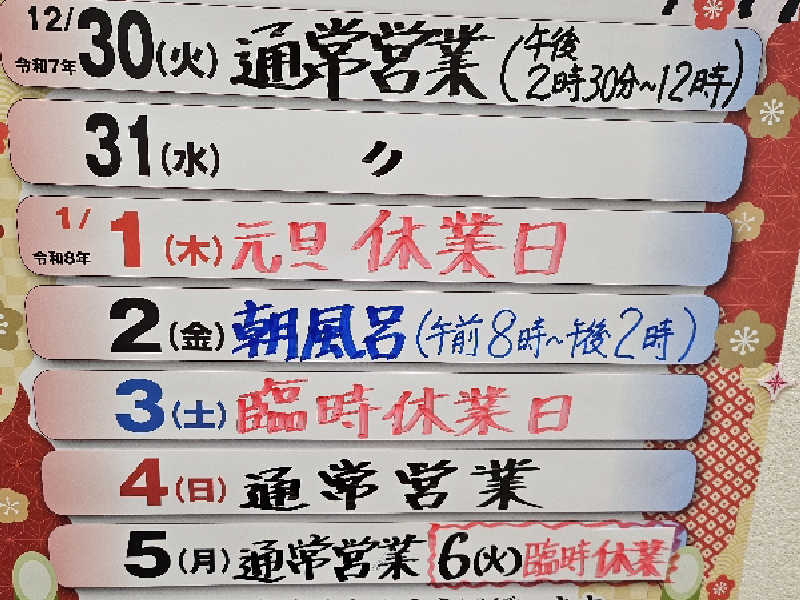 12/30(火) 通常営業(午後2時30分~12時)
令和7年
31(水) 〃
1/1(木) 元旦 休業日
令和8年
2(金) 朝風呂(午前8時~午後2時)
3(土) 臨時休業日
4(日) 通常営業
5(月) 通常営業 6(火)臨時休業